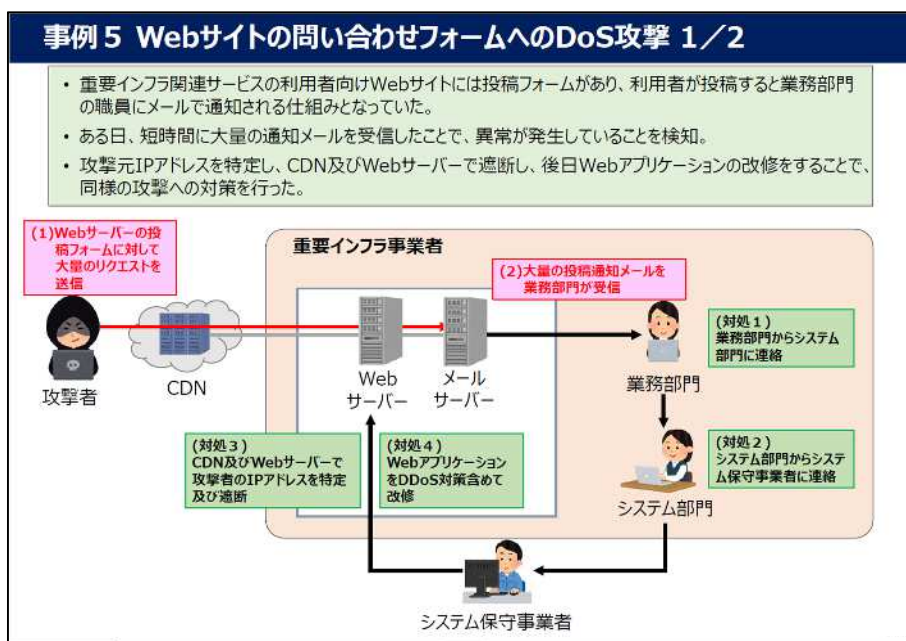 事例５ Webサイトの問い合わせフォームへのDoS攻撃 １／２
• 重要インフラ関連サービスの利用者向けWebサイトには投稿フォームがあり、利用者が投稿すると業務部門
の職員にメールで通知される仕組みとなっていた。
• ある日、短時間に大量の通知メールを受信したことで、異常が発生していることを検知。
• 攻撃元IPアドレスを特定し、CDN及びWebサーバーで遮断し、後日Webアプリケーションの改修をすることで、
同様の攻撃への対策を行った。
(1)Webサーバーの投
稿フォームに対して
大量のリクエストを
送信
重要インフラ事業者
(2)大量の投稿通知メールを
業務部門が受信
攻撃者
CDN
Web
サーバー
メール
サーバー
業務部門
(対処１)
業務部門からシステム
部門に連絡
(対処３)
CDN及びWebサーバーで
攻撃者のIPアドレスを特定
及び遮断
(対処４)
Webアプリケーション
をDDoS対策含めて
改修
システム部門
(対処２)
システム部門からシステ
ム保守事業者に連絡
システム保守事業者